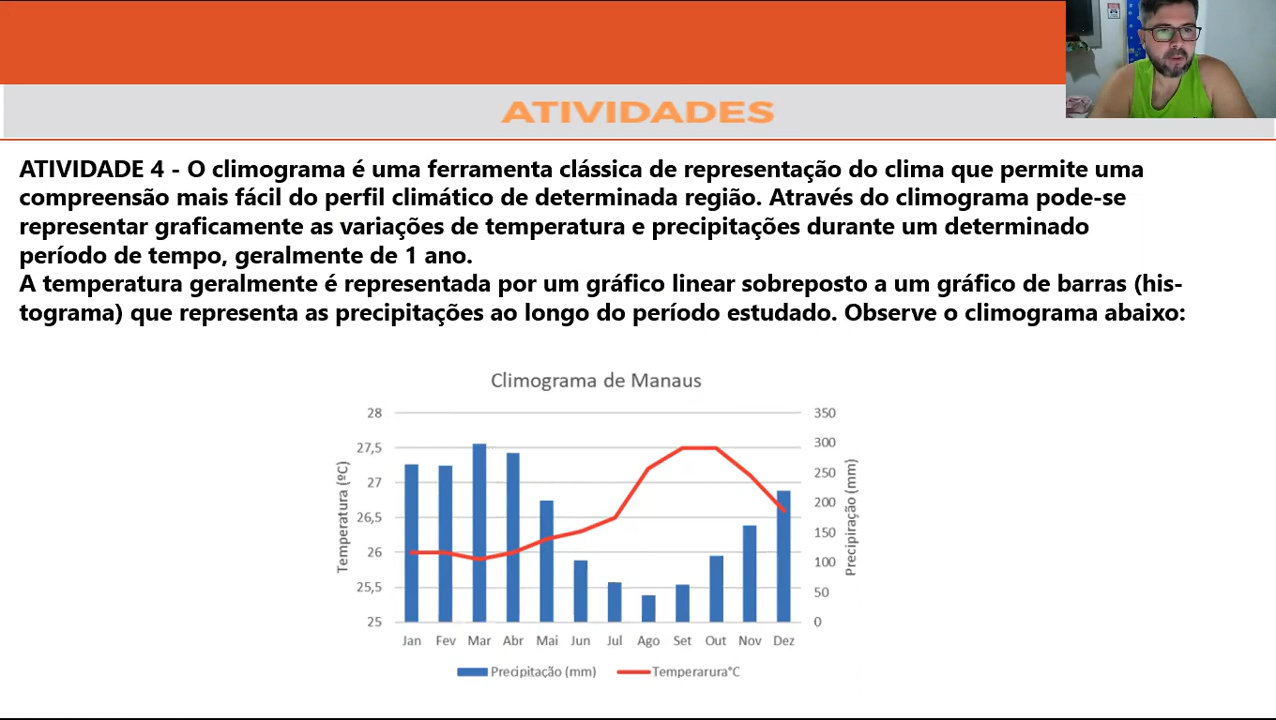 ATIVIDADES
ATIVIDADE 4 - O climograma é uma ferramenta clássica de representação do clima que permite uma
compreensão mais fácil do perfil climático de determinada região. Através do climograma pode-se
representar graficamente as variações de temperatura e precipitações durante um determinado
período de tempo, geralmente de 1 ano.
A temperatura geralmente é representada por um gráfico linear sobreposto a um gráfico de barras (his-
tograma) que representa as precipitações ao longo do período estudado. Observe o climograma abaixo:
Climograma de Manaus
Temperatura (ºC)
28
27,5
27
26,5
26
25,5
25
350
300
250
200
150
100
50
0
Precipiração (mm)
Jan Fev Mar Abr Mai Jun Jul Ago Set Out Nov Dez
Precipitação (mm) Temperarura°C